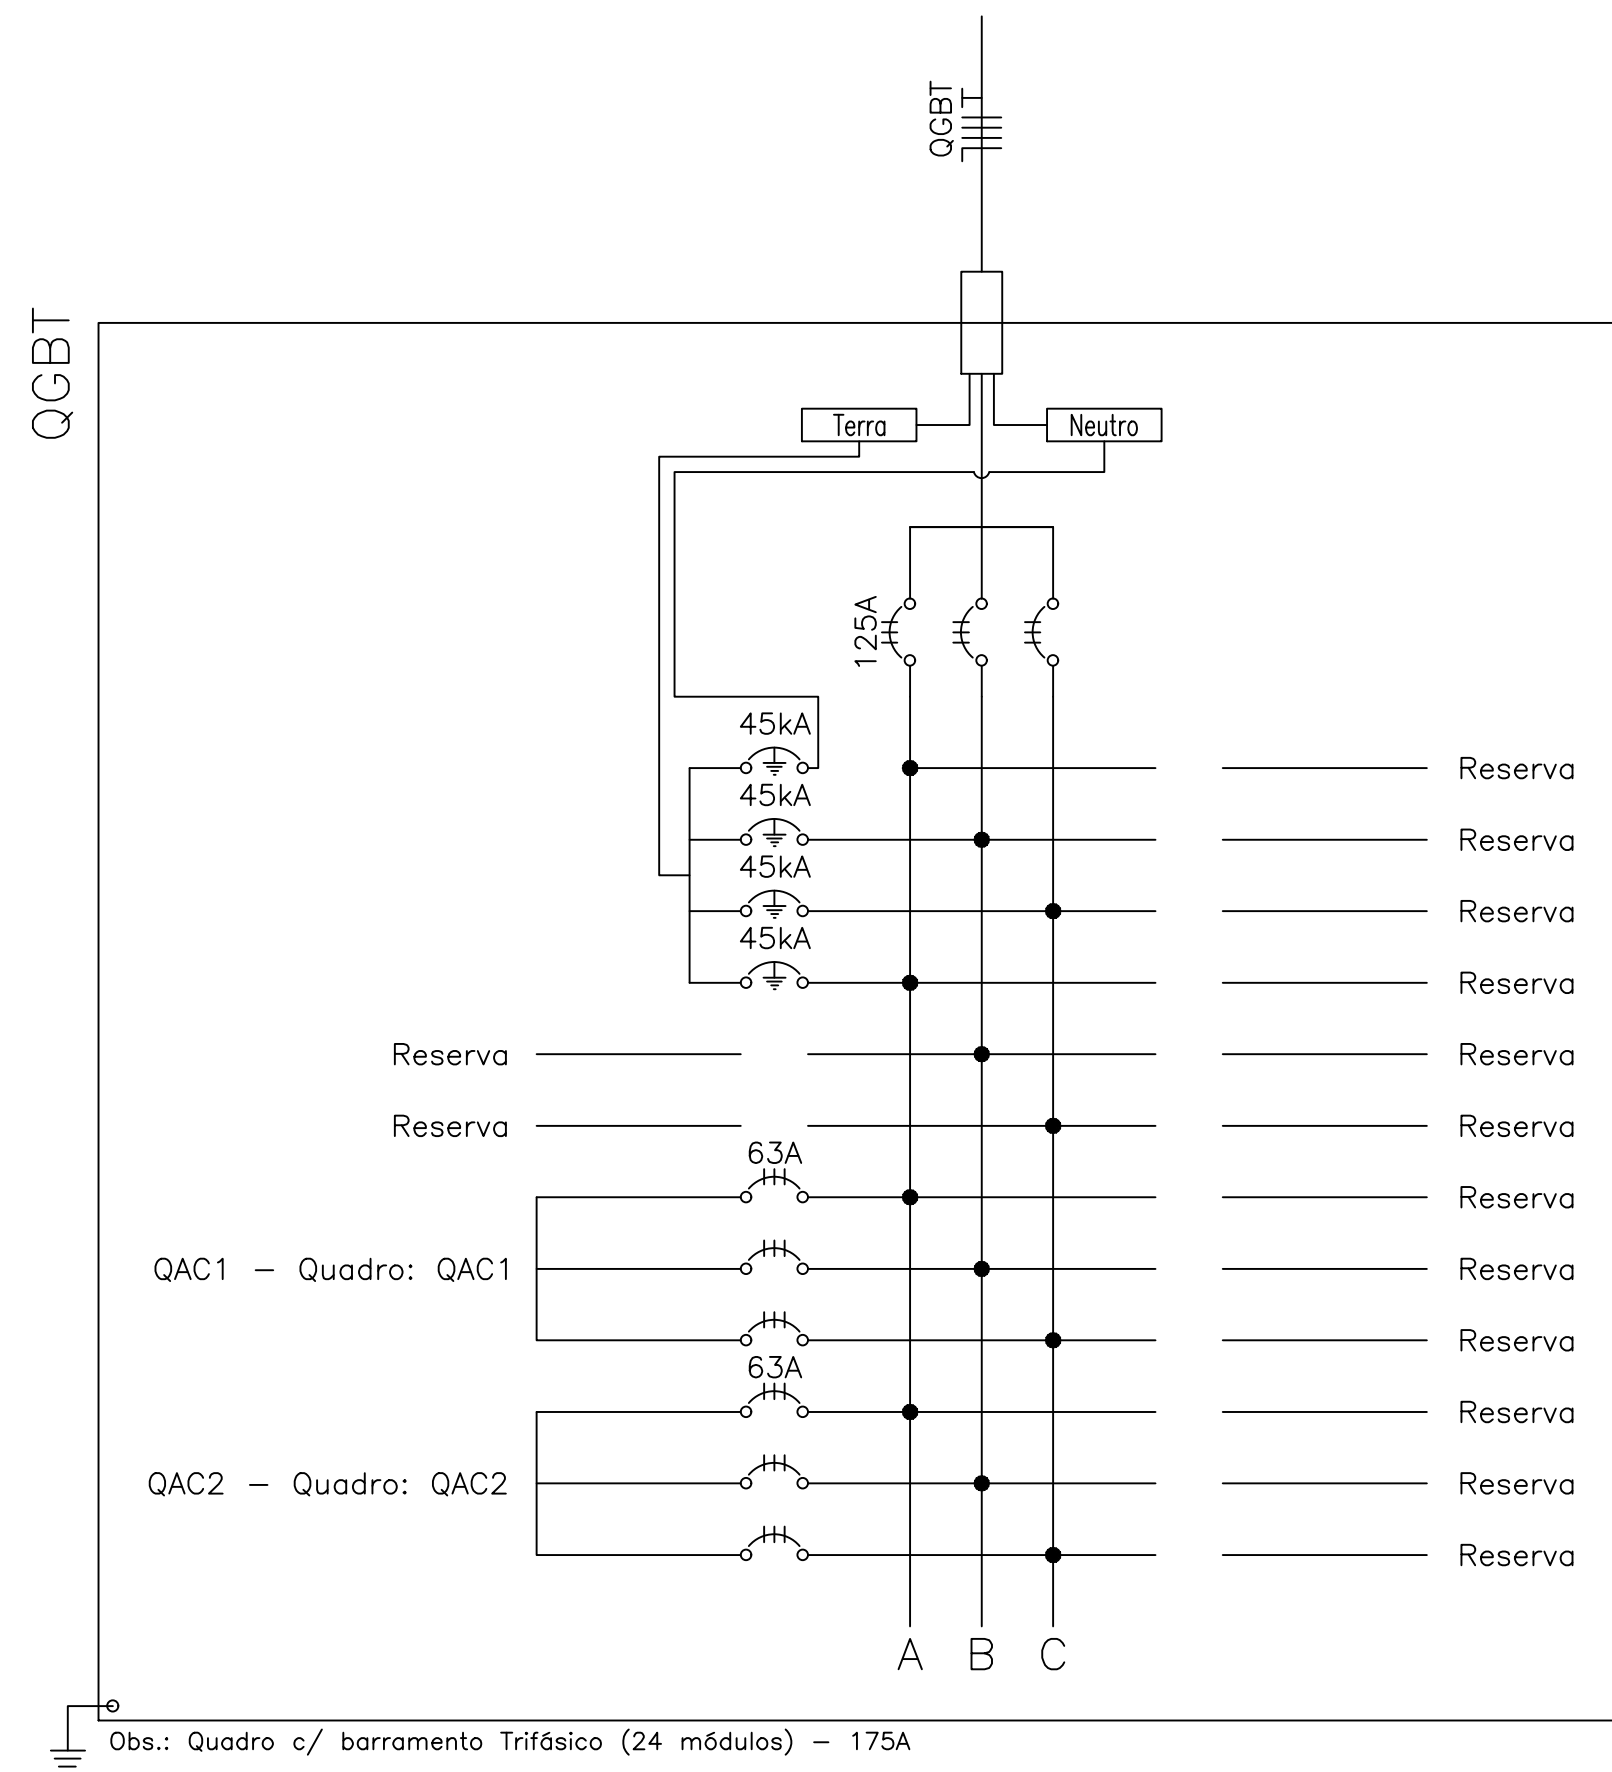 QGBT
QGBT
Terra
Neutro
125A
45kA
Reserva
45kA
Reserva
45kA
Reserva
45kA
Reserva
Reserva
Reserva
Reserva
Reserva
63A
Reserva
QAC1 – Quadro: QAC1
Reserva
Reserva
63A
Reserva
QAC2 – Quadro: QAC2
Reserva
Reserva
A B C
Obs.: Quadro c/ barramento Trifásico (24 módulos) – 175A